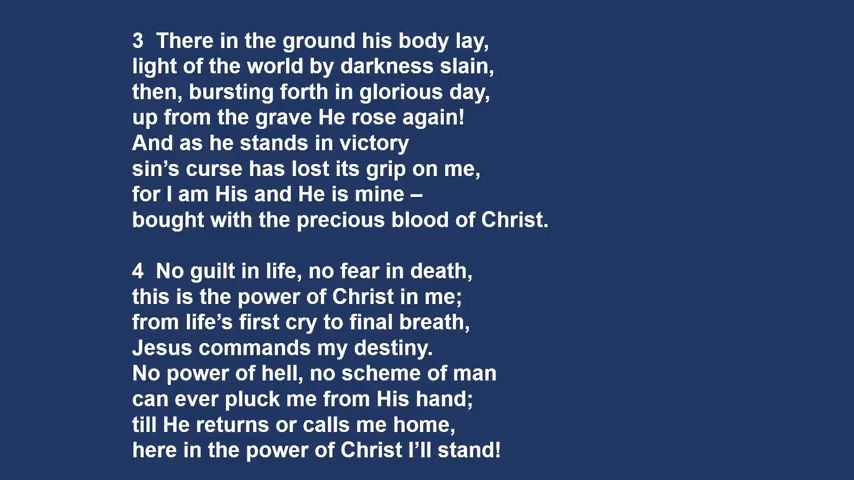 3 There in the ground his body lay,
light of the world by darkness slain,
then, bursting forth in glorious day,
up from the grave He rose again!
And as he stands in victory
sin’s curse has lost its grip on me,
for I am His and He is mine –
bought with the precious blood of Christ.
4 No guilt in life, no fear in death,
this is the power of Christ in me;
from life’s first cry to final breath,
Jesus commands my destiny.
No power of hell, no scheme of man
can ever pluck me from His hand;
till He returns or calls me home,
here in the power of Christ I’ll stand!